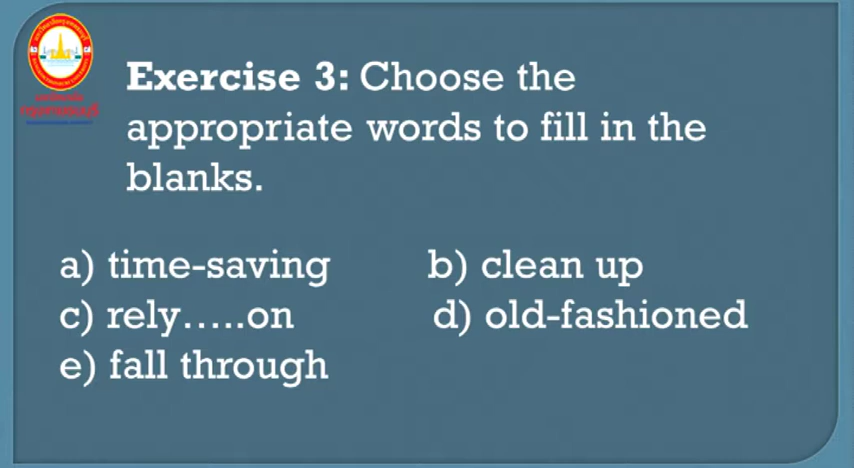 Exercise 3: Choose the
appropriate words to fill in the
blanks.
a) time-saving b) clean up
c) rely.....on d) old-fashioned
e) fall through